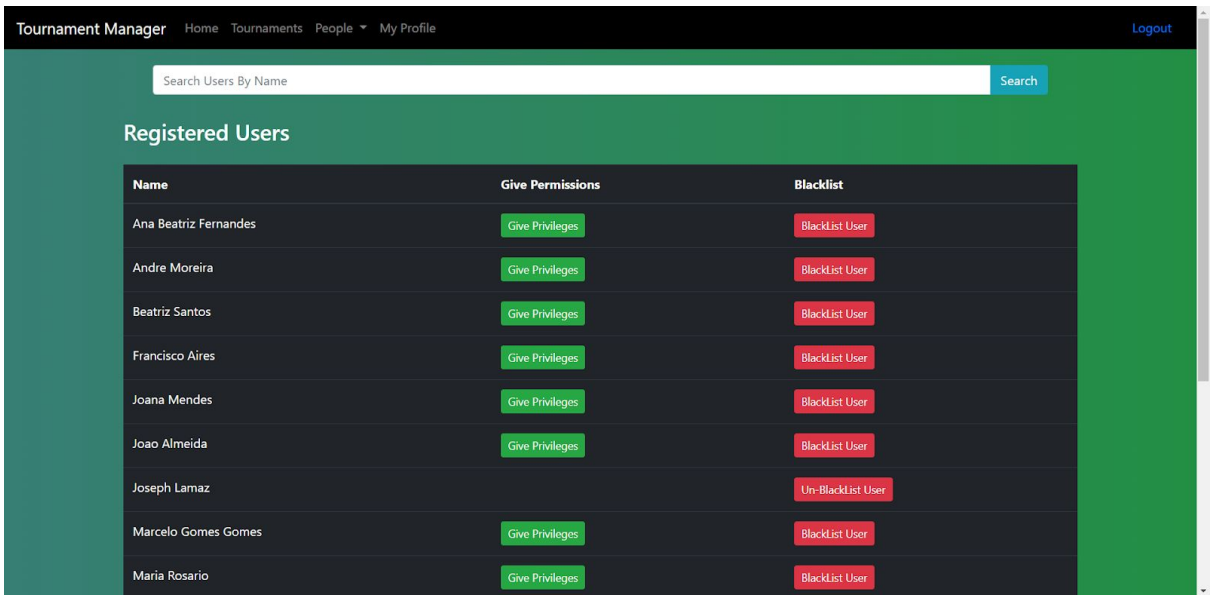 Tournament Manager Home Tournaments People My Profile Logout
Search Users By Name Search
Registered Users
Name Give Permissions Blacklist
Ana Beatriz Fernandes Give Privileges BlackList User
Andre Moreira Give Privileges BlackList User
Beatriz Santos Give Privileges BlackList User
Francisco Aires Give Privileges BlackList User
Joana Mendes Give Privileges BlackList User
Joao Almeida Give Privileges BlackList User
Joseph Lamaz Un-BlackList User
Marcelo Gomes Gomes Give Privileges BlackList User
Maria Rosario Give Privileges BlackList User